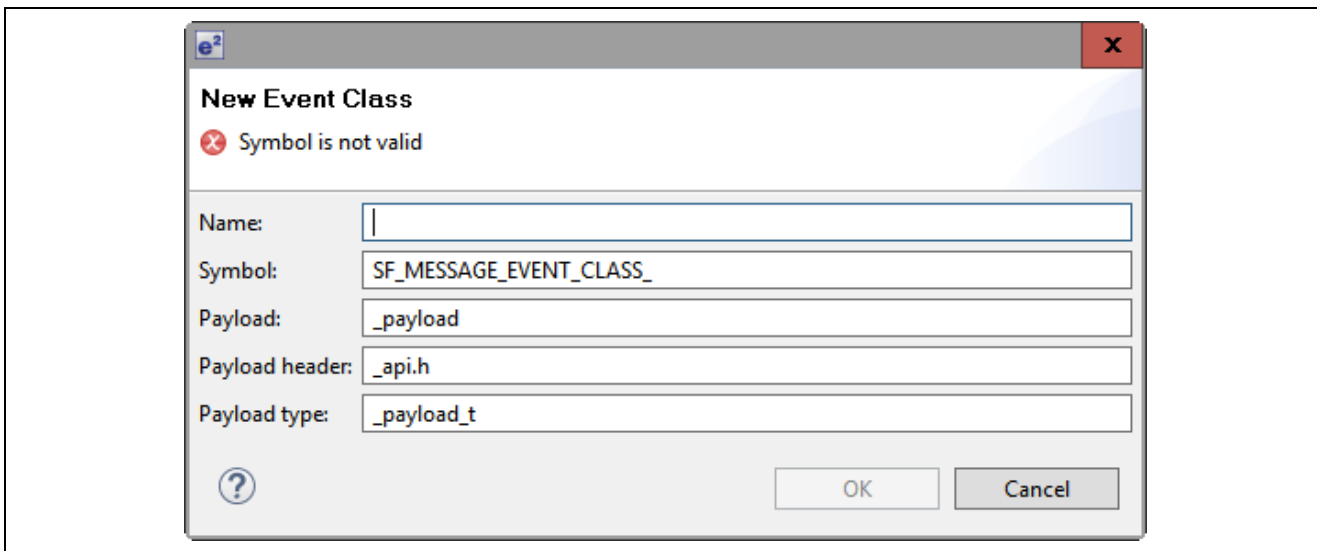 e²
x
New Event Class
Symbol is not valid
Name:
Symbol: SF_MESSAGE_EVENT_CLASS_
Payload: _payload
Payload header: _api.h
Payload type: _payload_t
? OK Cancel